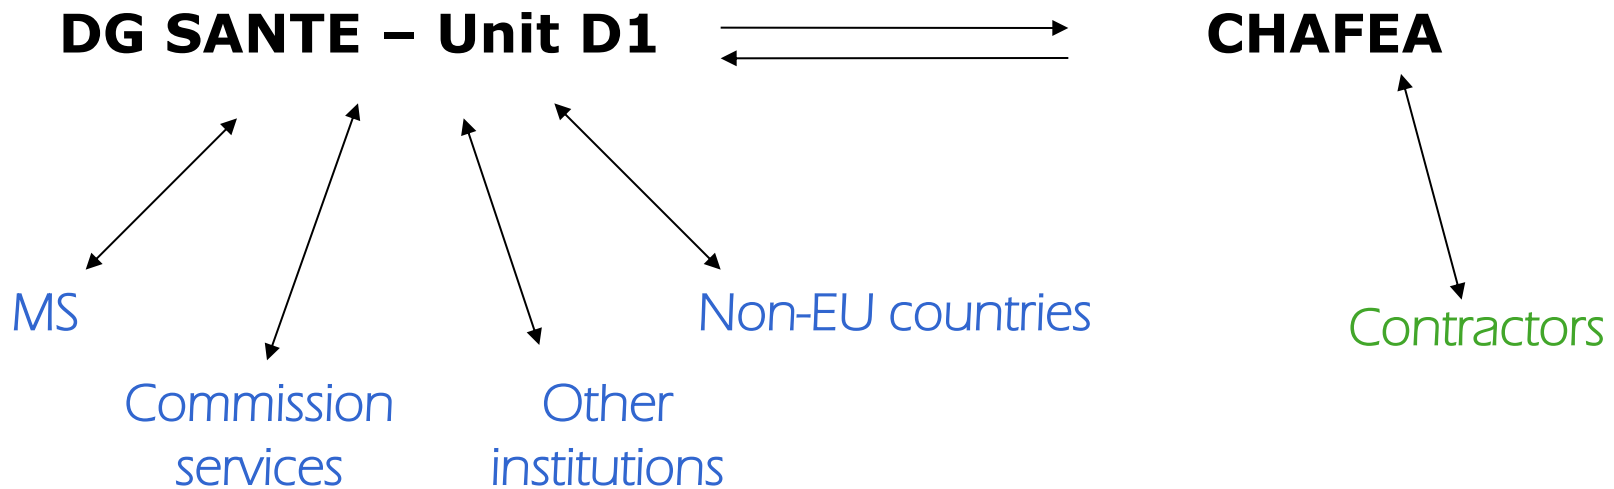 DG SANTE – Unit D1
CHAFEA
MS
Non-EU countries
Contractors
Commission
services
Other
institutions